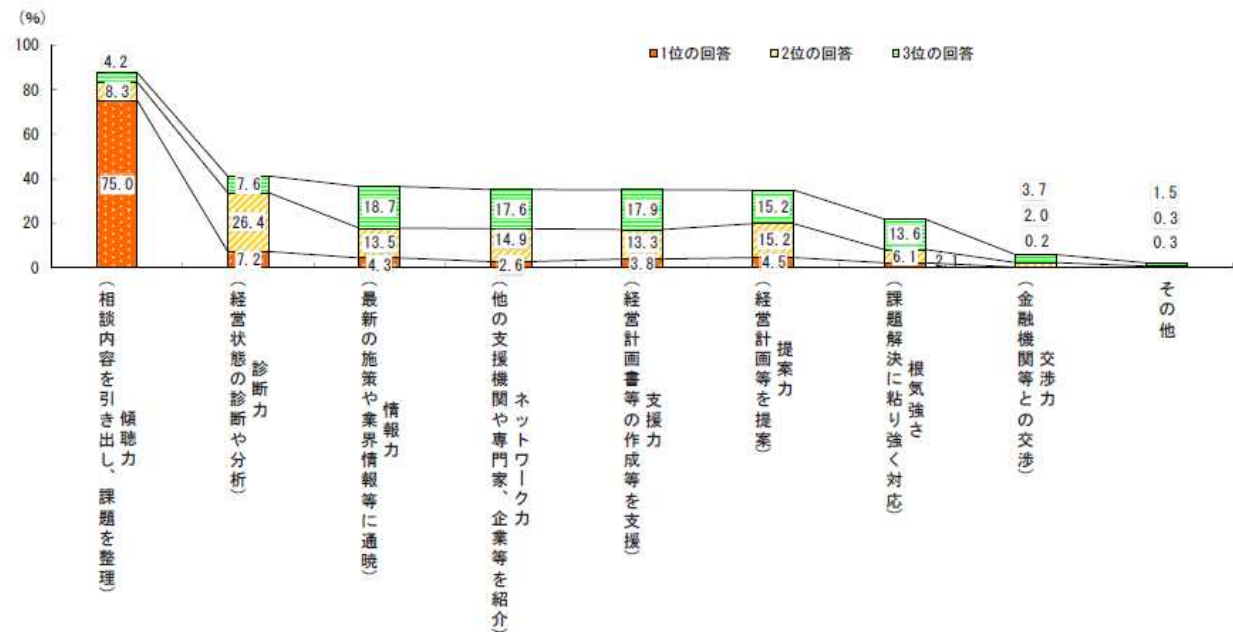 (%)
100
80
60
40
20
0
■1位の回答
■2位の回答
■3位の回答
4.2
8.3
75.0
7.6
26.4
7.2
18.7
13.5
4.3
17.6
14.9
2.6
17.9
13.3
3.8
15.2
15.2
4.5
13.6
6.1
3.7
2.0
0.2
1.5
0.3
0.3
傾聴力
(相談内容を引き出し、課題を整理)
診断力
(経営状態の診断や分析)
情報力
(最新の施策や業界情報等に通暁)
ネットワーク力
(他の支援機関や専門家、企業等を紹介)
支援力
(経営計画書等の作成等を支援)
提案力
(経営計画等を提案)
根気強さ
(課題解決に粘り強く対応)
交渉力
(金融機関等との交渉)
その他